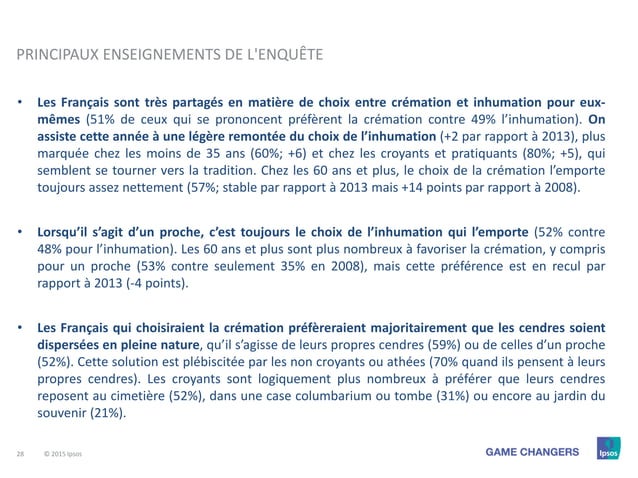 PRINCIPAUX ENSEIGNEMENTS DE L'ENQUÊTE
• Les Français sont très partagés en matière de choix entre crémation et inhumation pour eux-
mêmes (51% de ceux qui se prononcent préfèrent la crémation contre 49% l’inhumation). On
assiste cette année à une légère remontée du choix de l’inhumation (+2 par rapport à 2013), plus
marquée chez les moins de 35 ans (60%; +6) et chez les croyants et pratiquants (80%; +5), qui
semblent se tourner vers la tradition. Chez les 60 ans et plus, le choix de la crémation l’emporte
toujours assez nettement (57%; stable par rapport à 2013 mais +14 points par rapport à 2008).
• Lorsqu’il s’agit d’un proche, c’est toujours le choix de l’inhumation qui l’emporte (52% contre
48% pour l’inhumation). Les 60 ans et plus sont plus nombreux à favoriser la crémation, y compris
pour un proche (53% contre seulement 35% en 2008), mais cette préférence est en recul par
rapport à 2013 (-4 points).
• Les Français qui choisiraient la crémation préfèreraient majoritairement que les cendres soient
dispersées en pleine nature, qu’il s’agisse de leurs propres cendres (59%) ou de celles d’un proche
(52%). Cette solution est plébiscitée par les non croyants ou athées (70% quand ils pensent à leurs
propres cendres). Les croyants sont logiquement plus nombreux à préférer que leurs cendres
reposent au cimetière (52%), dans une case columbarium ou tombe (31%) ou encore au jardin du
souvenir (21%).
28 © 2015 Ipsos GAME CHANGERS Ipsos